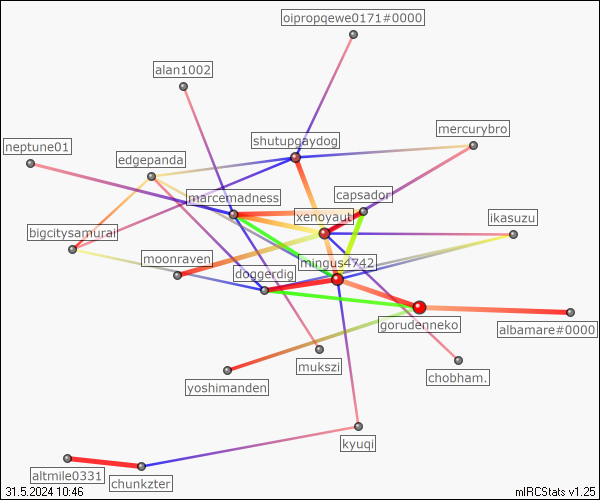 oipropqewe0171#0000
alan1002
mercurybro
shutupgaydog
neptune01
edgepanda
marcemadness
capsador
xenoyaut
ikasuzu
bigcitysamurai
moonraven
mingus4742
doggerdig
gorudenneko
albamare#0000
mukszi
chobham.
yoshimanden
kyuqi
altmile0331
chunkzter
31.5.2024 10:46
mIRCStats v1.25